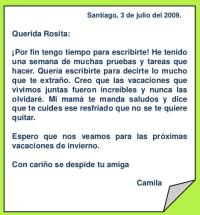 Santiago, 3 de julio del 2009.
Querida Rosita:
¡Por fin tengo tiempo para escribirte! He tenido
una semana de muchas pruebas y tareas que
hacer. Quería escribirte para decirte lo mucho
que te extraño. Creo que las vacaciones que
vivimos juntas fueron increíbles y nunca las
olvidaré. Mi mamá te manda saludos y dice
que te cuides ese resfriado que no se te quiere
quitar.
Espero que nos veamos para las próximas
vacaciones de invierno.
Con cariño se despide tu amiga
Camila